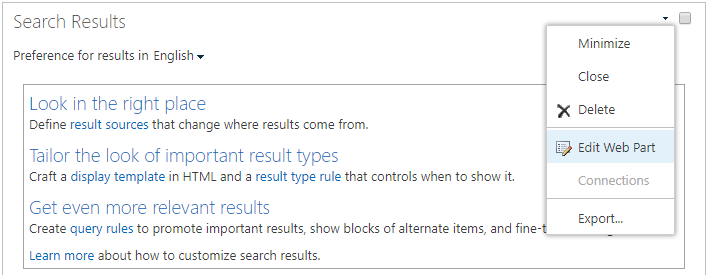 Search Results
Preference for results in English
Minimize
Close
Delete
Edit Web Part
Connections
Export...
Look in the right place
Define result sources that change where results come from.
Tailor the look of important result types
Craft a display template in HTML and a result type rule that controls when to show it.
Get even more relevant results
Create query rules to promote important results, show blocks of alternate items, and
Learn more about how to customize search results.